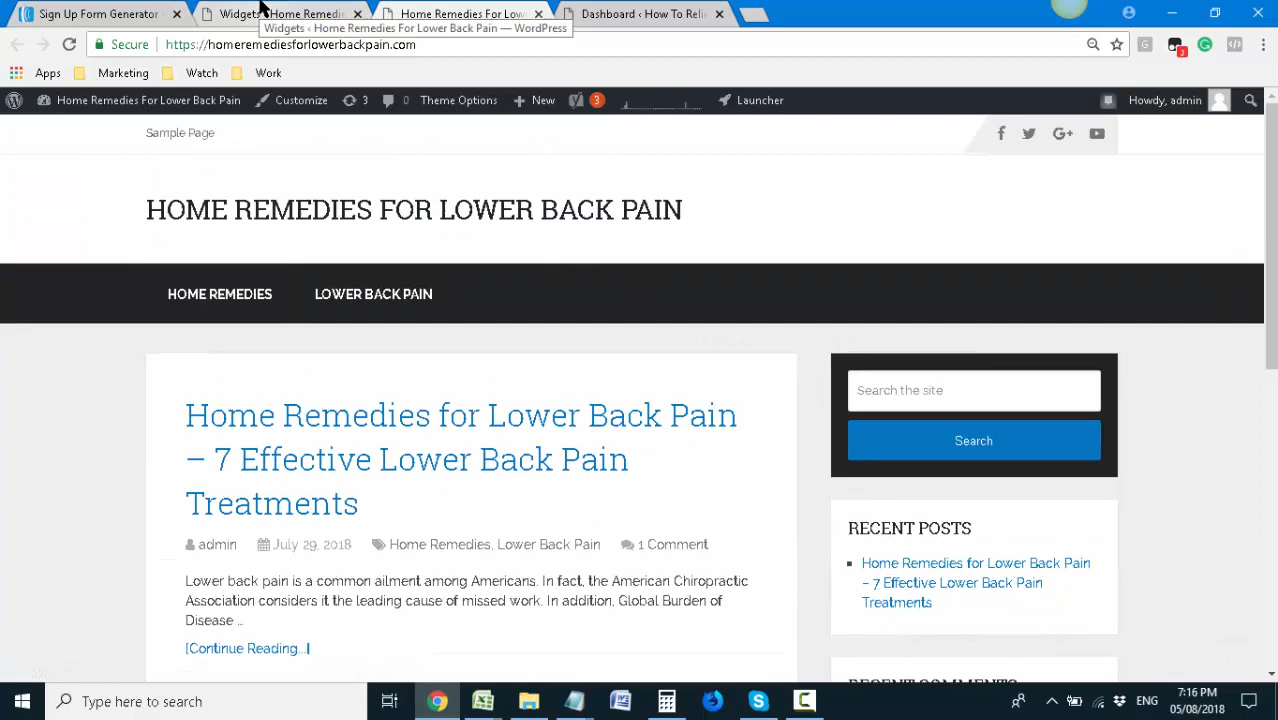 Sign Up Form Generator
Widgets ‹ Home Remedi
Home Remedies For Low
Dashboard ‹ How To Relie
Widgets ‹ Home Remedies For Lower Back Pain — WordPress
Secure
https://homeremediesforlowerbackpain.com
3
Apps
Marketing
Watch
Work
Home Remedies For Lower Back Pain
Customize
3
0
Theme Options
New
3
Launcher
Howdy, admin
Sample Page
HOME REMEDIES FOR LOWER BACK PAIN
HOME REMEDIES
LOWER BACK PAIN
Home Remedies for Lower Back Pain
– 7 Effective Lower Back Pain
Treatments
admin
July 29, 2018
Home Remedies, Lower Back Pain
1 Comment
Lower back pain is a common ailment among Americans. In fact, the American Chiropractic
Association considers it the leading cause of missed work. In addition, Global Burden of
Disease …
[Continue Reading...]
Search the site
Search
RECENT POSTS
Home Remedies for Lower Back Pain
– 7 Effective Lower Back Pain
Treatments
RECENT COMMENTS
Type here to search
ENG
7:16 PM
05/08/2018